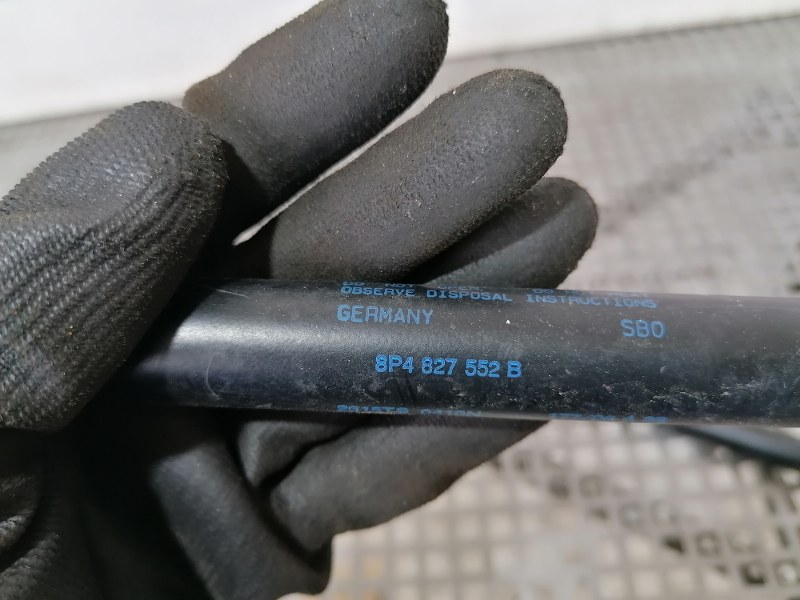 OBSERVE DISPOSAL INSTRUCTIONS
GERMANY SBO
8P4 827 552 B